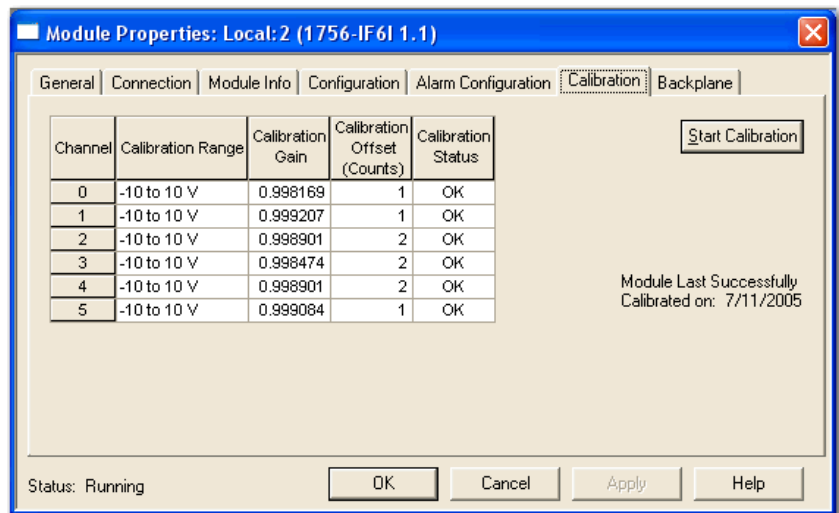 Module Properties: Local:2 (1756-IF6I 1.1)
General Connection Module Info Configuration Alarm Configuration Calibration Backplane
Channel Calibration Range Calibration Gain Calibration Offset (Counts) Calibration Status
0 -10 to 10 V 0.998169 1 OK
1 -10 to 10 V 0.999207 1 OK
2 -10 to 10 V 0.998901 2 OK
3 -10 to 10 V 0.998474 2 OK
4 -10 to 10 V 0.998901 2 OK
5 -10 to 10 V 0.999084 1 OK
Start Calibration
Module Last Successfully
Calibrated on: 7/11/2005
Status: Running
OK Cancel Apply Help